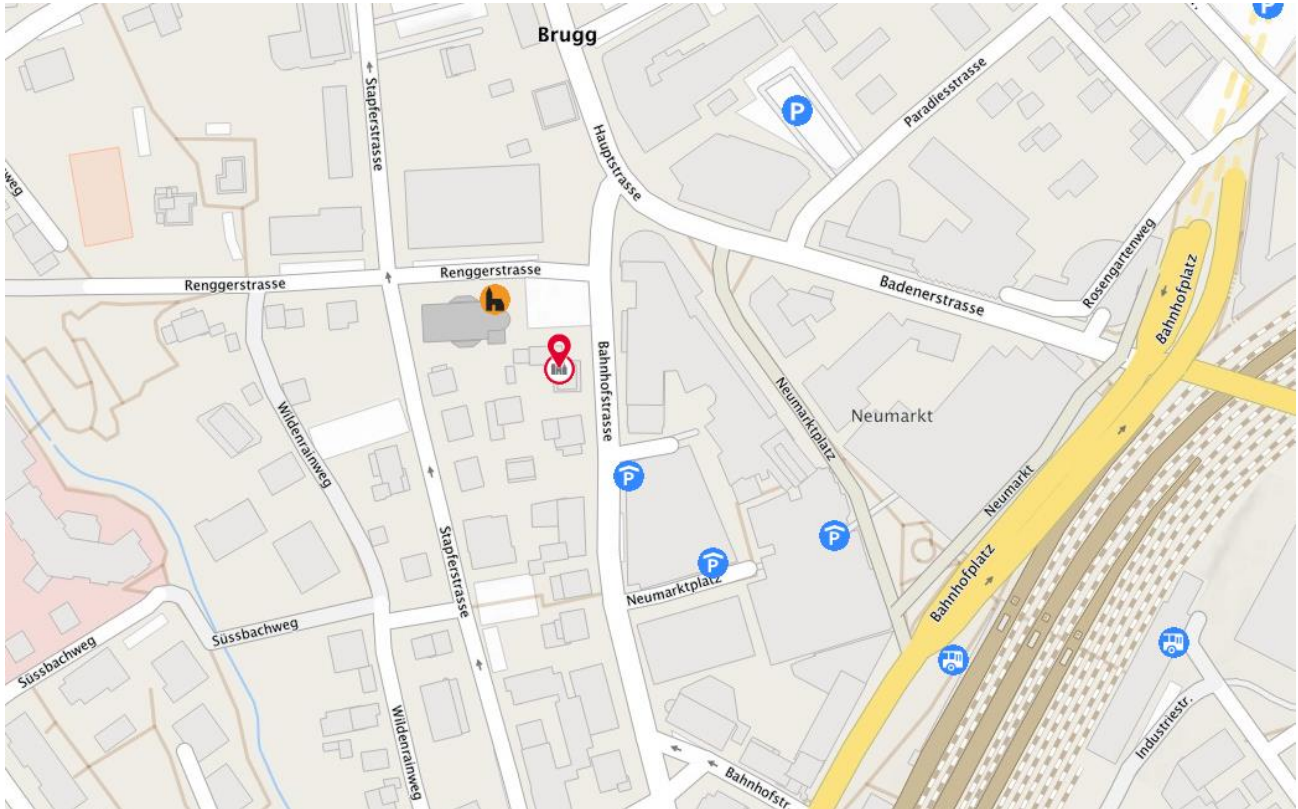 Brugg
P
Stapferstrasse
Paradiesstrasse
P
Hauptstrasse
weg
Renggerstrasse
Renggerstrasse
Rosengartenweg
Bahnhofplatz
Badenerstrasse
Bahnhofstrasse
Neumarktplatz
Neumarkt
Wildenrainweg
P
Neumarkt
Stapferstrasse
P
P
Neumarktplatz
Bahnhofplatz
Süssbachweg
Süssbachweg
Industriestr.
Wildenrainweg
Bahnhofstr.